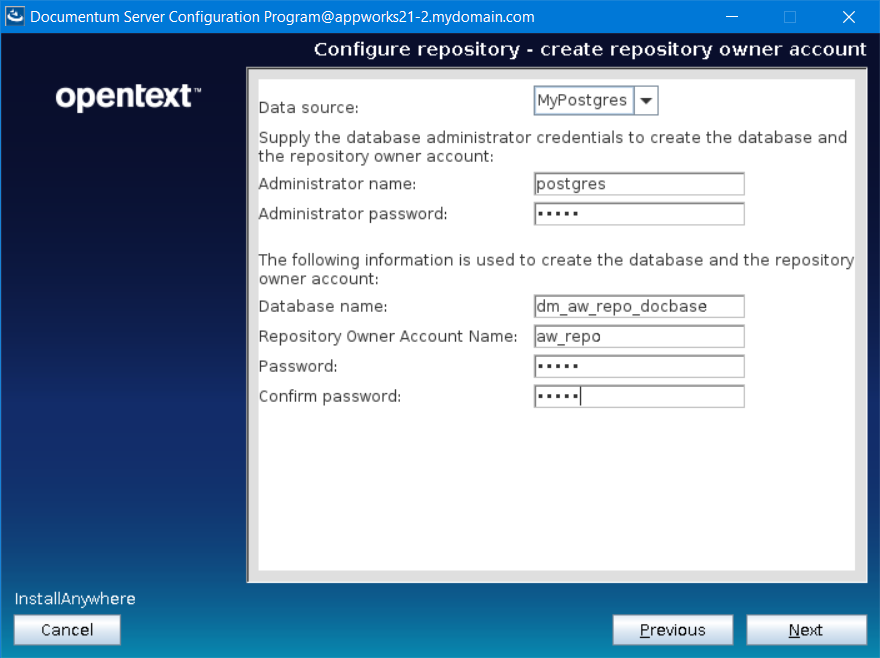 Documentum Server Configuration Program@appworks21-2.mydomain.com
Configure repository - create repository owner account
opentext™
Data source: MyPostgres
Supply the database administrator credentials to create the database and
the repository owner account:
Administrator name: postgres
Administrator password: •••••
The following information is used to create the database and the repository
owner account:
Database name: dm_aw_repo_docbase
Repository Owner Account Name: aw_repo
Password: •••••
Confirm password: •••••
InstallAnywhere
Cancel Previous Next